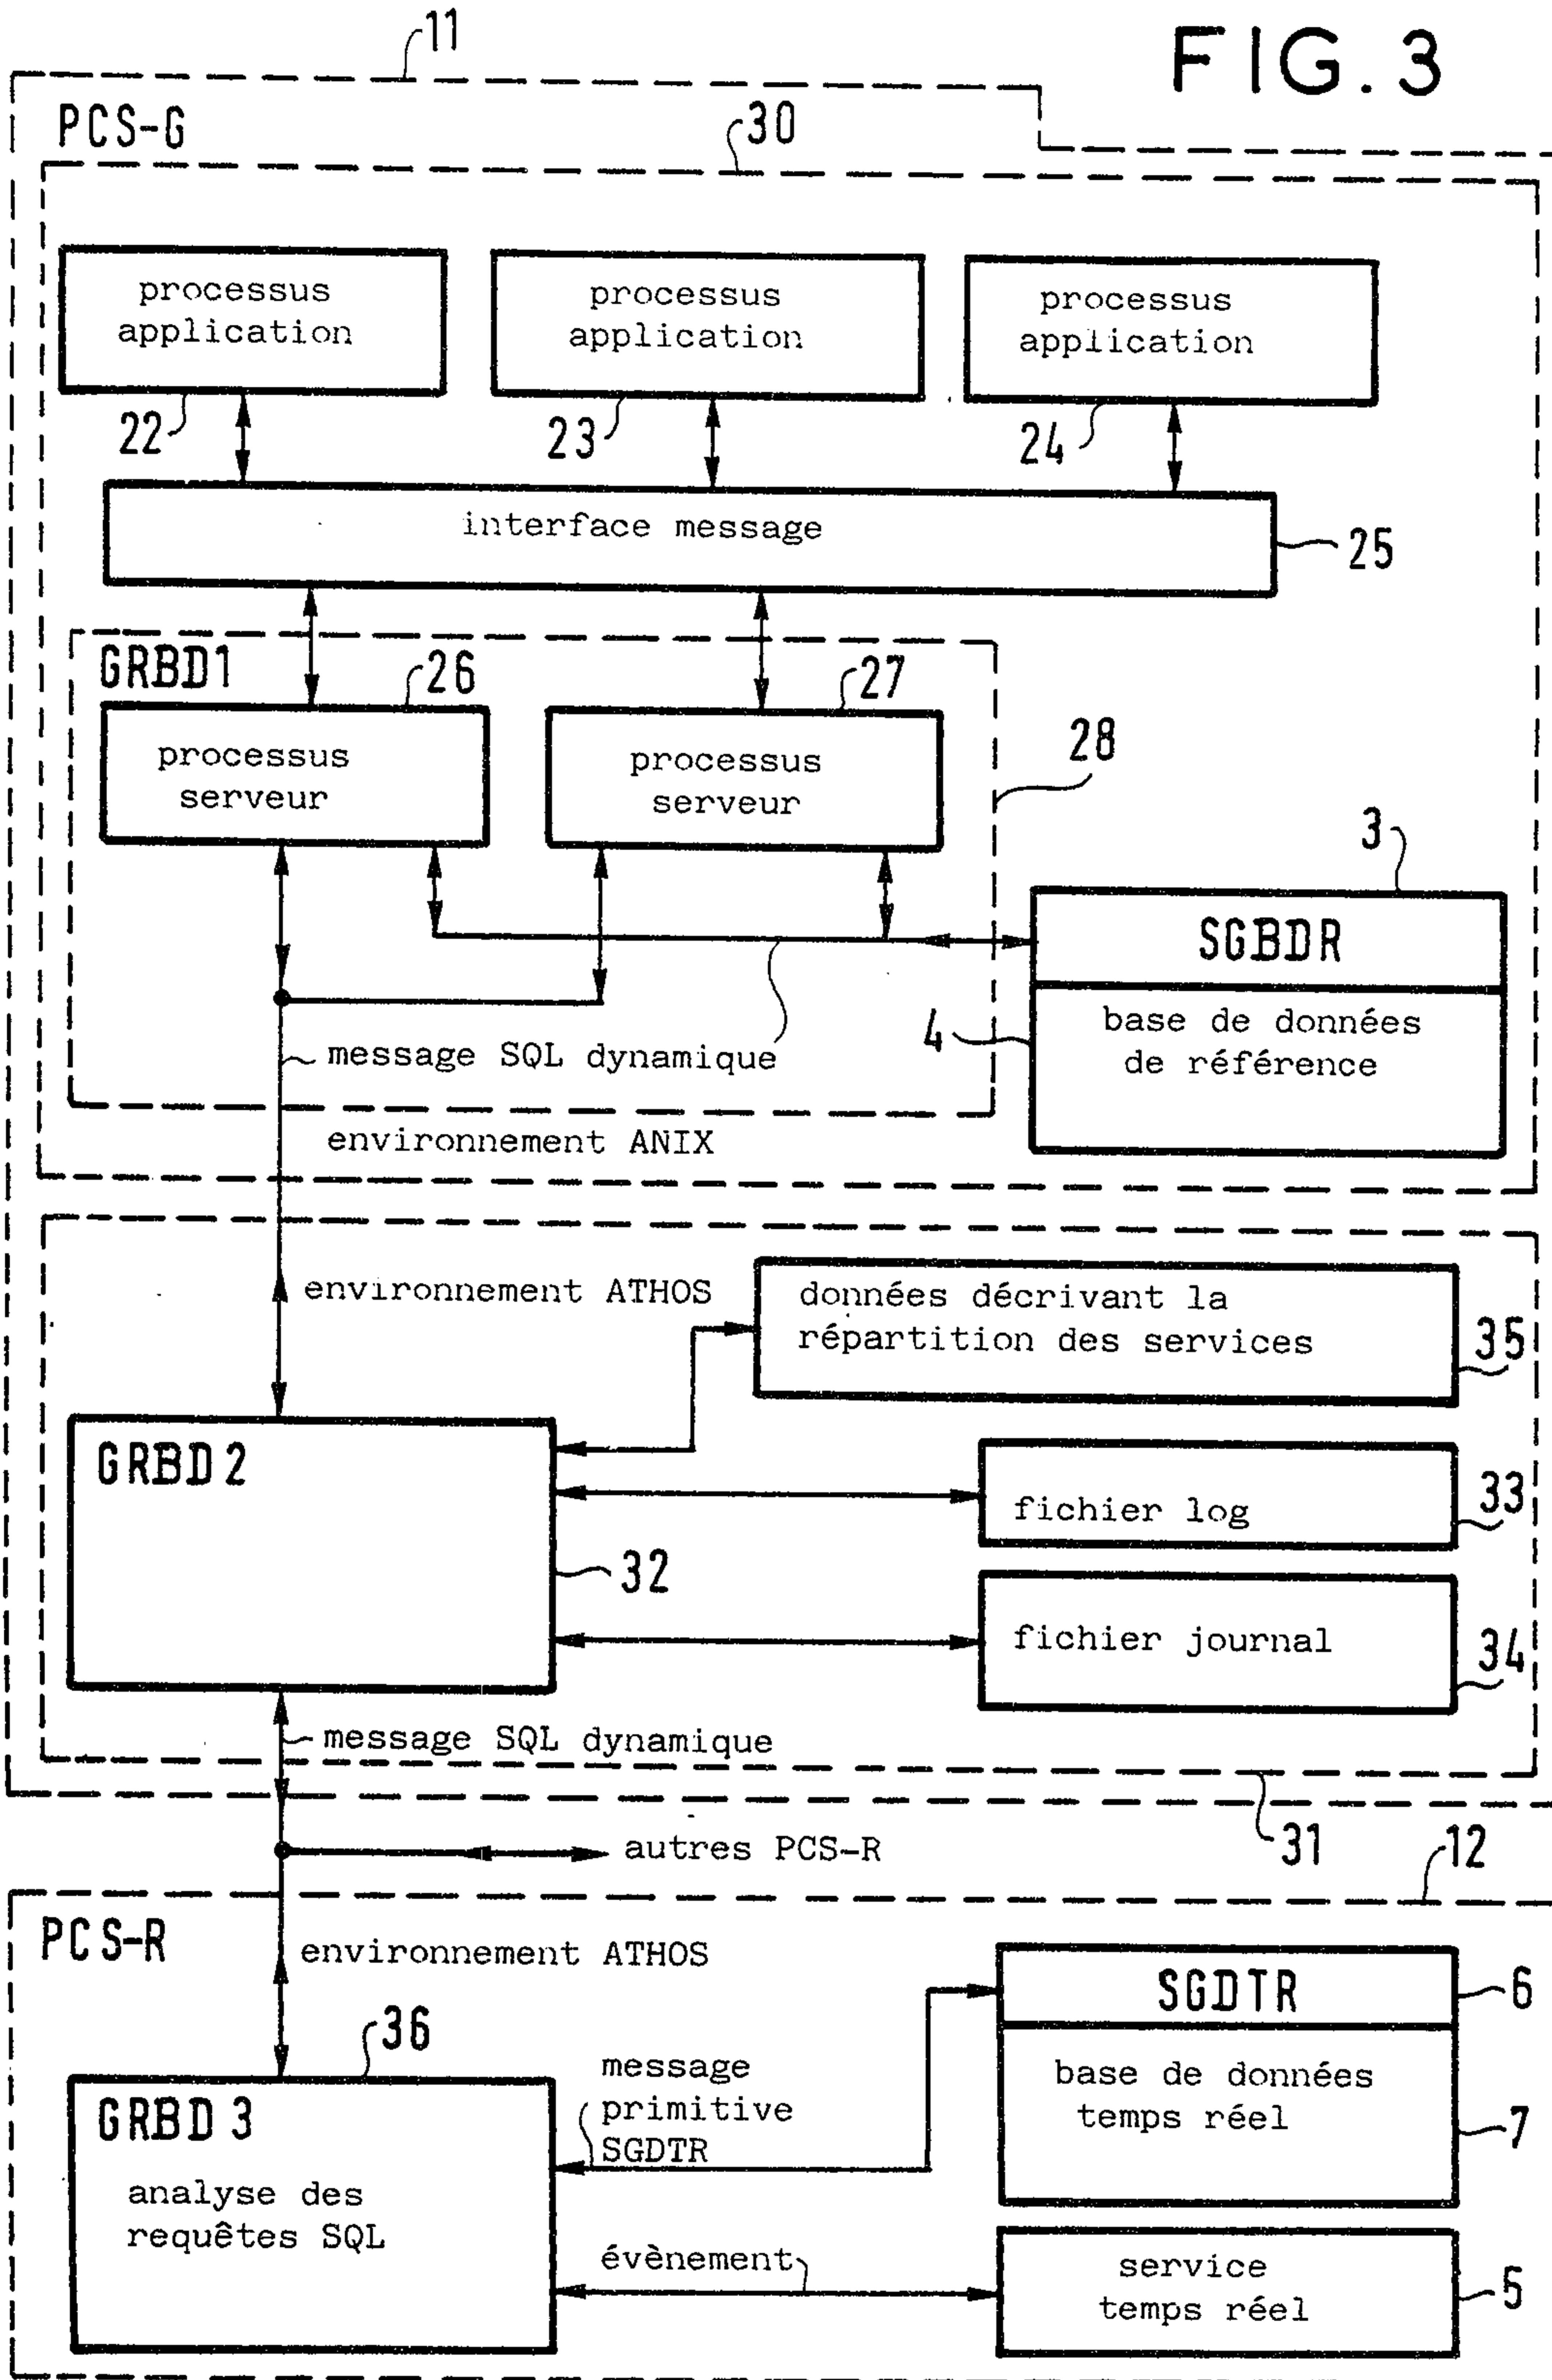 FIG. 3
11
PCS-G
30
processus
application
22
processus
application
23
processus
application
24
interface message
25
GRBD1
26
processus
serveur
27
processus
serveur
28
3
SGBDR
4
base de données
de référence
message SQL dynamique
environnement ANIX
environnement ATHOS
données décrivant la
répartition des services
35
GRBD 2
fichier log
33
32
fichier journal
34
message SQL dynamique
31
autres PCS-R
12
PCS-R
environnement ATHOS
SGDTR
6
36
message
primitive
SGDTR
base de données
temps réel
7
GRBD 3
analyse des
requêtes SQL
évènement
service
temps réel
5